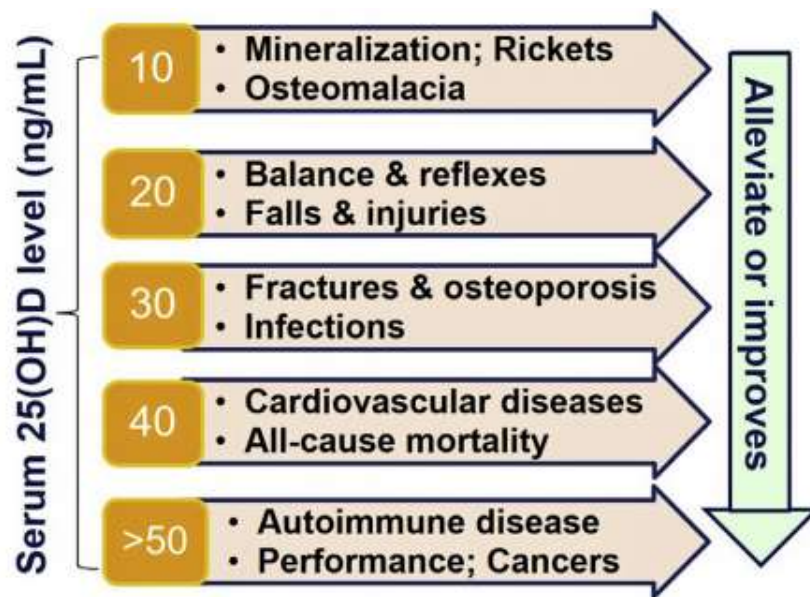 Serum 25(OH)D level (ng/mL)
10
• Mineralization; Rickets
• Osteomalacia
20
• Balance & reflexes
• Falls & injuries
30
• Fractures & osteoporosis
• Infections
40
• Cardiovascular diseases
• All-cause mortality
>50
• Autoimmune disease
• Performance; Cancers
Alleviate or improves